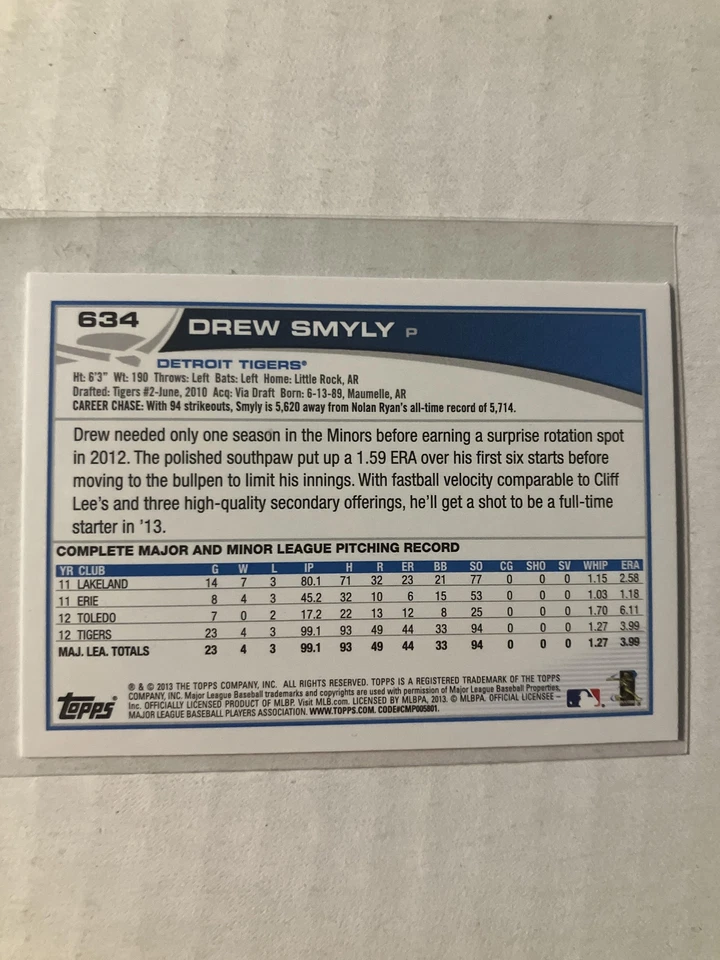 634 DREW SMYLY P
DETROIT TIGERS®
Ht: 6'3" Wt: 190 Throws: Left Bats: Left Home: Little Rock, AR
Drafted: Tigers #2-June, 2010 Acq: Via Draft Born: 6-13-89, Maumelle, AR
CAREER CHASE: With 94 strikeouts, Smyly is 5,620 away from Nolan Ryan's all-time record of 5,714.
Drew needed only one season in the Minors before earning a surprise rotation spot
in 2012. The polished southpaw put up a 1.59 ERA over his first six starts before
moving to the bullpen to limit his innings. With fastball velocity comparable to Cliff
Lee's and three high-quality secondary offerings, he'll get a shot to be a full-time
starter in '13.
COMPLETE MAJOR AND MINOR LEAGUE PITCHING RECORD
YR CLUB G W L IP H R ER BB SO CG SHO SV WHIP ERA
11 LAKELAND 14 7 3 80.1 71 32 23 21 77 0 0 0 1.15 2.58
11 ERIE 8 4 3 45.2 32 10 6 15 53 0 0 0 1.03 1.18
12 TOLEDO 7 0 2 17.2 22 13 12 8 25 0 0 0 1.70 6.11
12 TIGERS 23 4 3 99.1 93 49 44 33 94 0 0 0 1.27 3.99
MAJ. LEA. TOTALS 23 4 3 99.1 93 49 44 33 94 0 0 0 1.27 3.99
Topps®
® & © 2013 THE TOPPS COMPANY, INC. ALL RIGHTS RESERVED. TOPPS IS A REGISTERED TRADEMARK OF THE TOPPS
COMPANY, INC. Major League Baseball trademarks and copyrights are used with permission of Major League Baseball Properties,
Inc. OFFICIALLY LICENSED PRODUCT OF MLBP. Visit MLB.com. LICENSED BY MLBPA, 2013. © MLBPA. OFFICIAL LICENSEE –
MAJOR LEAGUE BASEBALL PLAYERS ASSOCIATION. WWW.TOPPS.COM. CODE#CMP005801.